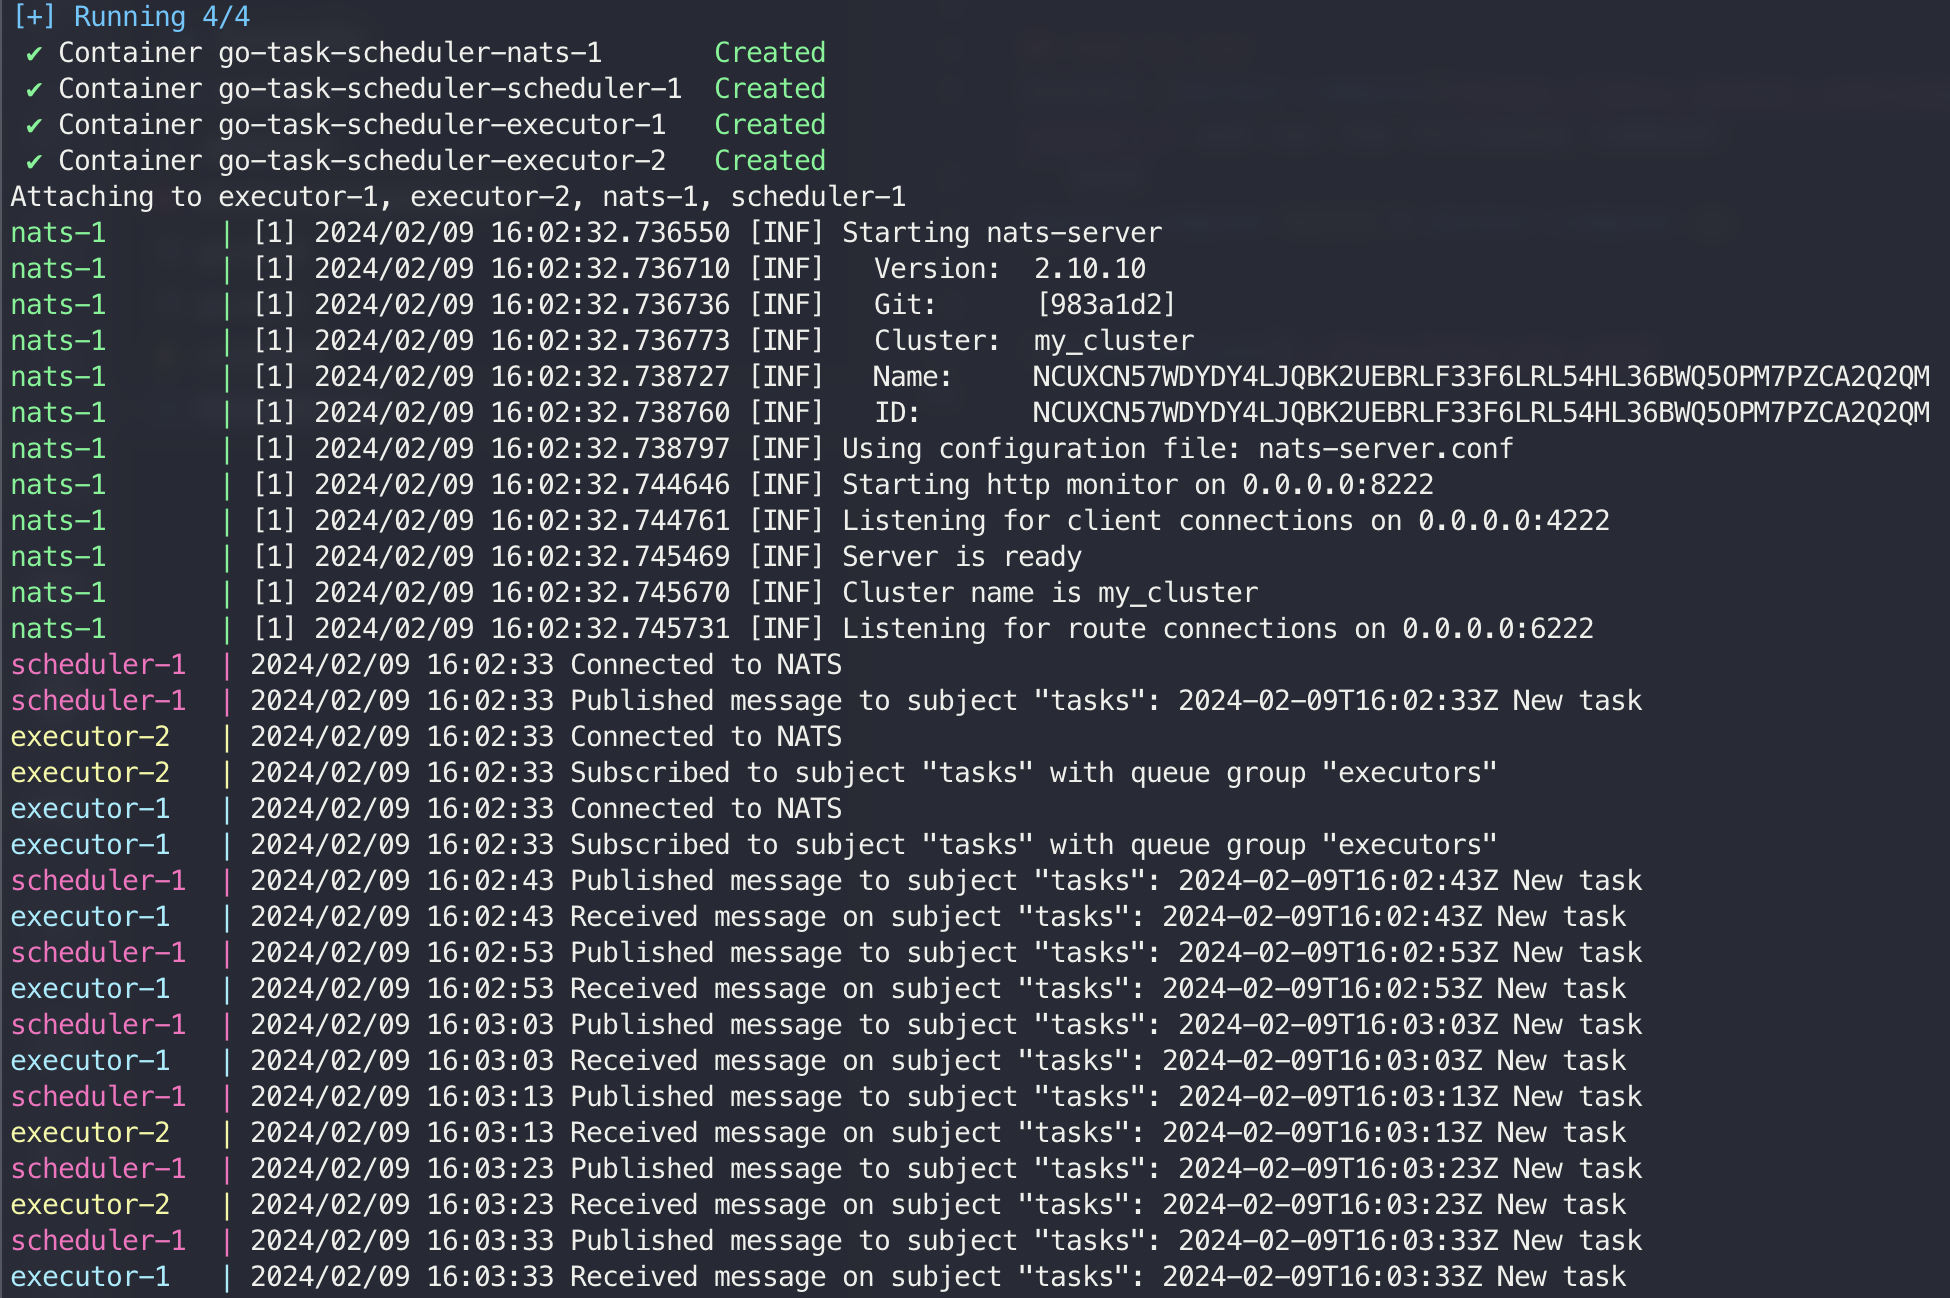 [+] Running 4/4
✔ Container go-task-scheduler-nats-1 Created
✔ Container go-task-scheduler-scheduler-1 Created
✔ Container go-task-scheduler-executor-1 Created
✔ Container go-task-scheduler-executor-2 Created
Attaching to executor-1, executor-2, nats-1, scheduler-1
nats-1 | [1] 2024/02/09 16:02:32.736550 [INF] Starting nats-server
nats-1 | [1] 2024/02/09 16:02:32.736710 [INF] Version: 2.10.10
nats-1 | [1] 2024/02/09 16:02:32.736736 [INF] Git: [983a1d2]
nats-1 | [1] 2024/02/09 16:02:32.736773 [INF] Cluster: my_cluster
nats-1 | [1] 2024/02/09 16:02:32.738727 [INF] Name: NCUXCN57WDYDY4LJQBK2UEBRLF33F6LRL54HL36BWQ5OPM7PZCA2Q2QM
nats-1 | [1] 2024/02/09 16:02:32.738760 [INF] ID: NCUXCN57WDYDY4LJQBK2UEBRLF33F6LRL54HL36BWQ5OPM7PZCA2Q2QM
nats-1 | [1] 2024/02/09 16:02:32.738797 [INF] Using configuration file: nats-server.conf
nats-1 | [1] 2024/02/09 16:02:32.744646 [INF] Starting http monitor on 0.0.0.0:8222
nats-1 | [1] 2024/02/09 16:02:32.744761 [INF] Listening for client connections on 0.0.0.0:4222
nats-1 | [1] 2024/02/09 16:02:32.745469 [INF] Server is ready
nats-1 | [1] 2024/02/09 16:02:32.745670 [INF] Cluster name is my_cluster
nats-1 | [1] 2024/02/09 16:02:32.745731 [INF] Listening for route connections on 0.0.0.0:6222
scheduler-1 | 2024/02/09 16:02:33 Connected to NATS
scheduler-1 | 2024/02/09 16:02:33 Published message to subject "tasks": 2024-02-09T16:02:33Z New task
executor-2 | 2024/02/09 16:02:33 Connected to NATS
executor-2 | 2024/02/09 16:02:33 Subscribed to subject "tasks" with queue group "executors"
executor-1 | 2024/02/09 16:02:33 Connected to NATS
executor-1 | 2024/02/09 16:02:33 Subscribed to subject "tasks" with queue group "executors"
scheduler-1 | 2024/02/09 16:02:43 Published message to subject "tasks": 2024-02-09T16:02:43Z New task
executor-1 | 2024/02/09 16:02:43 Received message on subject "tasks": 2024-02-09T16:02:43Z New task
scheduler-1 | 2024/02/09 16:02:53 Published message to subject "tasks": 2024-02-09T16:02:53Z New task
executor-1 | 2024/02/09 16:02:53 Received message on subject "tasks": 2024-02-09T16:02:53Z New task
scheduler-1 | 2024/02/09 16:03:03 Published message to subject "tasks": 2024-02-09T16:03:03Z New task
executor-1 | 2024/02/09 16:03:03 Received message on subject "tasks": 2024-02-09T16:03:03Z New task
scheduler-1 | 2024/02/09 16:03:13 Published message to subject "tasks": 2024-02-09T16:03:13Z New task
executor-2 | 2024/02/09 16:03:13 Received message on subject "tasks": 2024-02-09T16:03:13Z New task
scheduler-1 | 2024/02/09 16:03:23 Published message to subject "tasks": 2024-02-09T16:03:23Z New task
executor-2 | 2024/02/09 16:03:23 Received message on subject "tasks": 2024-02-09T16:03:23Z New task
scheduler-1 | 2024/02/09 16:03:33 Published message to subject "tasks": 2024-02-09T16:03:33Z New task
executor-1 | 2024/02/09 16:03:33 Received message on subject "tasks": 2024-02-09T16:03:33Z New task